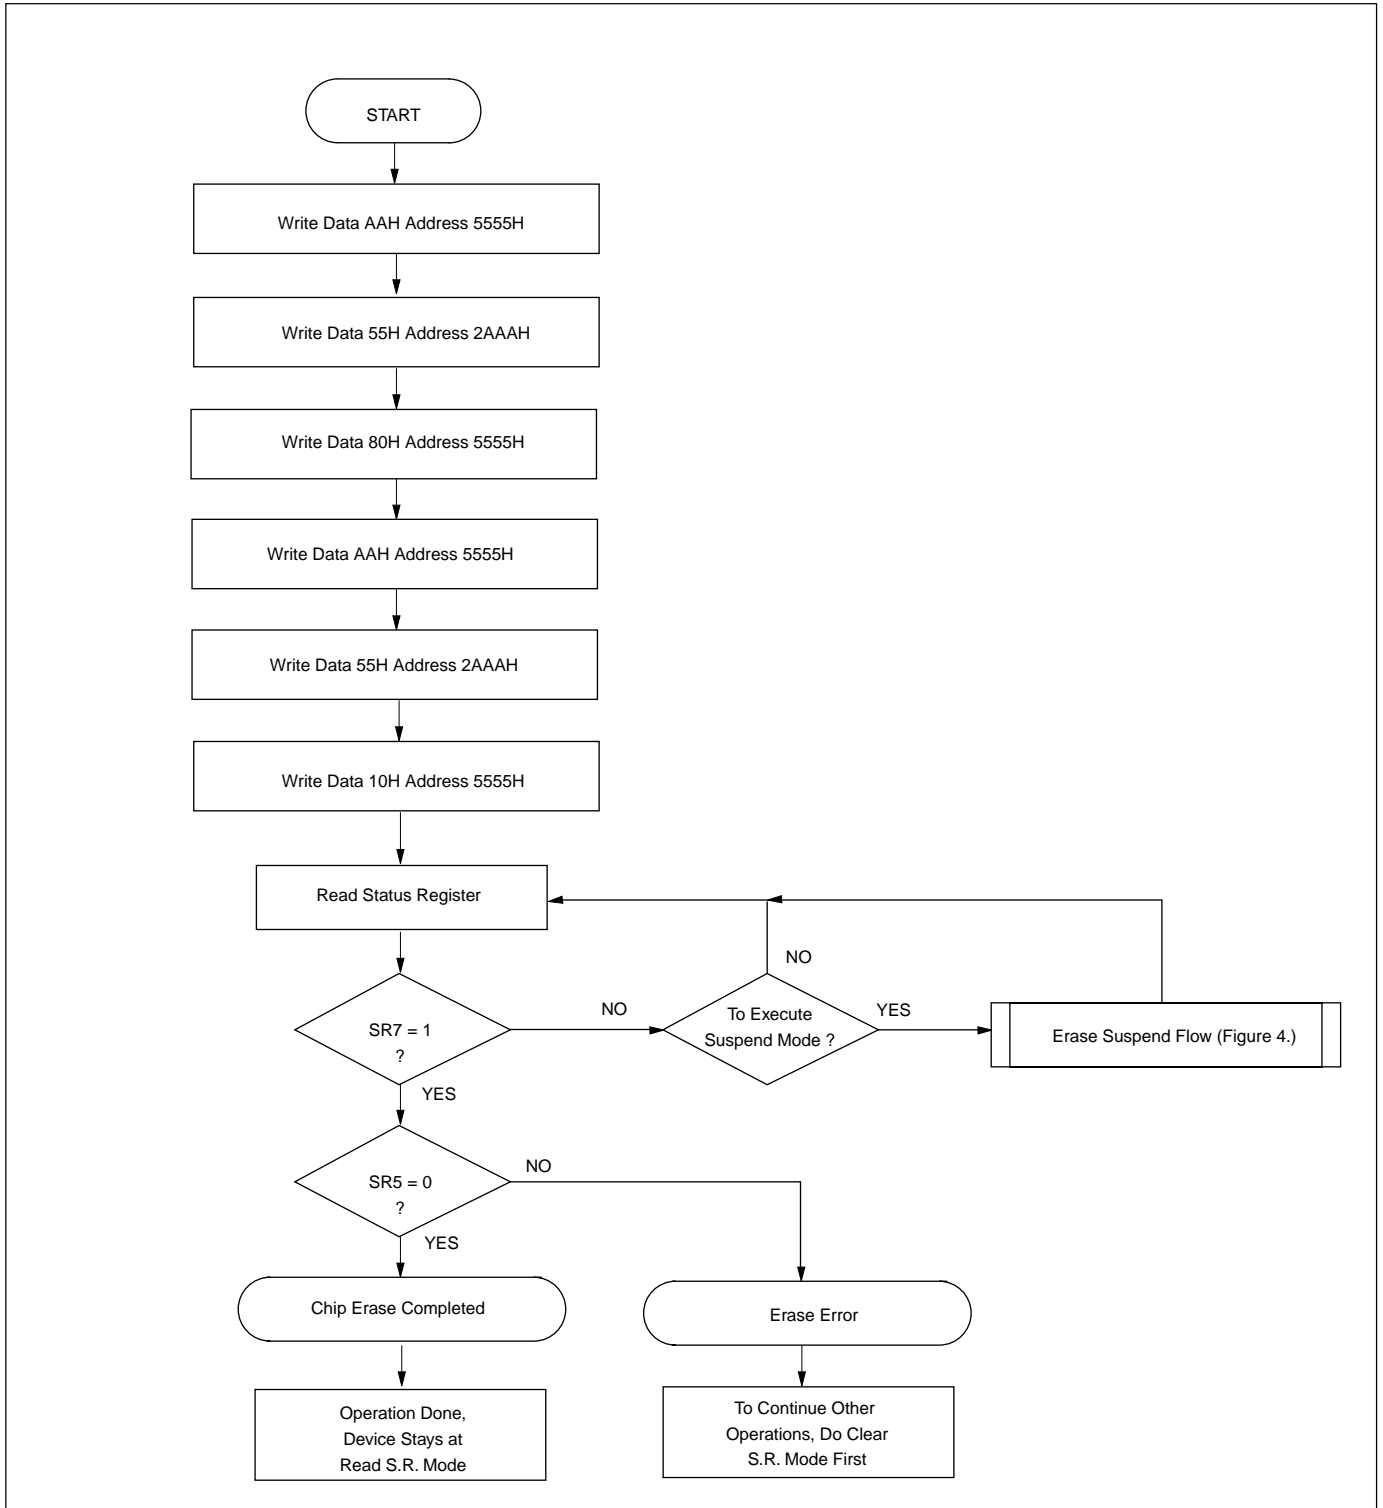 START
Write Data AAH Address 5555H
Write Data 55H Address 2AAAH
Write Data 80H Address 5555H
Write Data AAH Address 5555H
Write Data 55H Address 2AAAH
Write Data 10H Address 5555H
Read Status Register
NO
SR7 = 1
?
NO
To Execute
Suspend Mode ?
YES
Erase Suspend Flow (Figure 4.)
YES
SR5 = 0
?
NO
YES
Chip Erase Completed
Erase Error
Operation Done,
Device Stays at
Read S.R. Mode
To Continue Other
Operations, Do Clear
S.R. Mode First